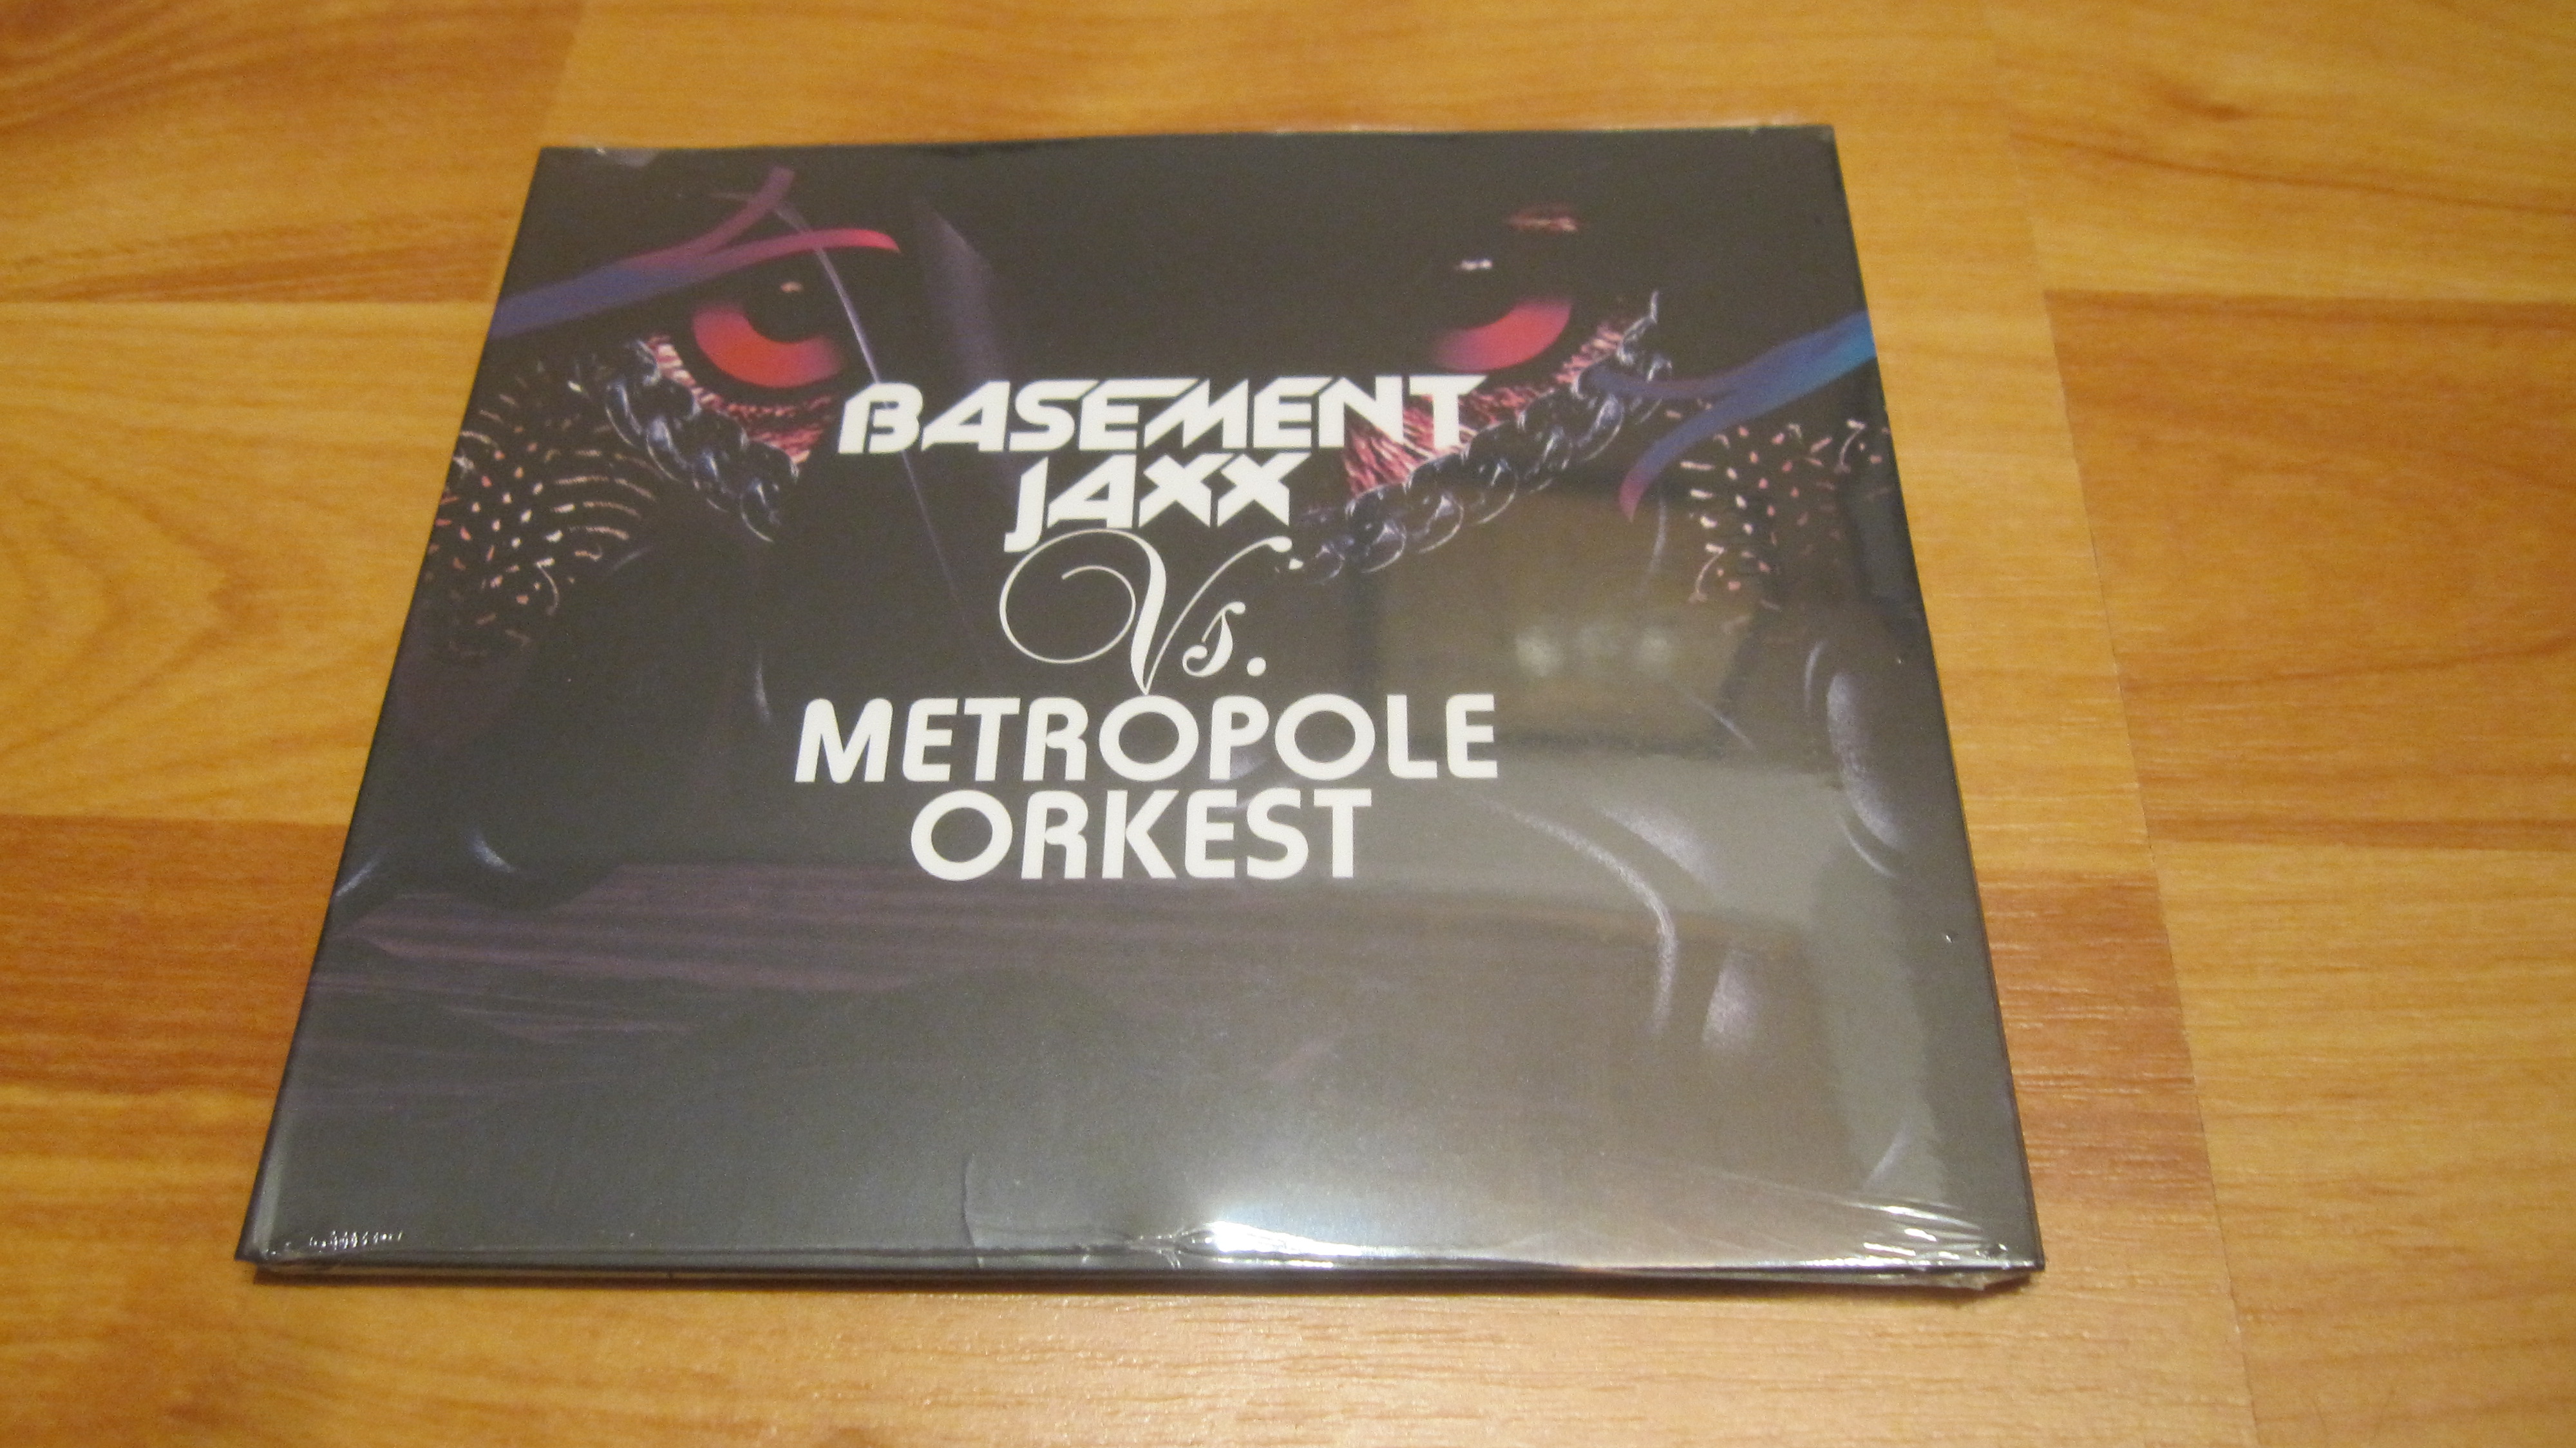 BASEMENT
JAXX
Vs.
METROPOLE
ORKEST